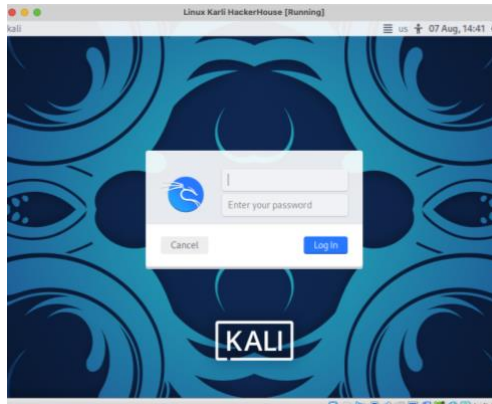 Linux Karli HackerHouse [Running]
kali
us
07 Aug, 14:41
Enter your password
Cancel
Log In
KALI